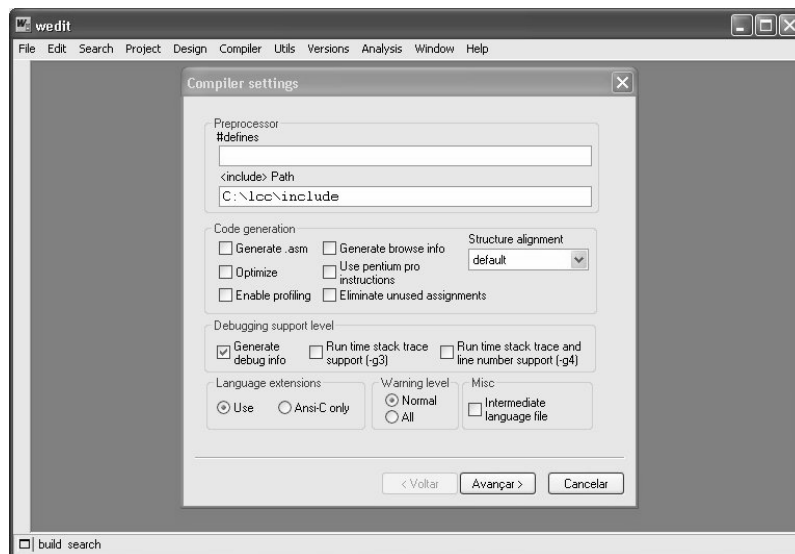 wedit
File Edit Search Project Design Compiler Utils Versions Analysis Window Help
Compiler settings
Preprocessor
#defines
<include> Path
C:\lcc\include
Code generation
Generate .asm
Generate browse info
Structure alignment
default
Optimize
Use pentium pro
instructions
Enable profiling
Eliminate unused assignments
Debugging support level
Generate
debug info
Run time stack trace
support (-g3)
Run time stack trace and
line number support (-g4)
Language extensions
Use
Ansi-C only
Warning level
Normal
All
Misc
Intermediate
language file
< Voltar
Avançar >
Cancelar
build search